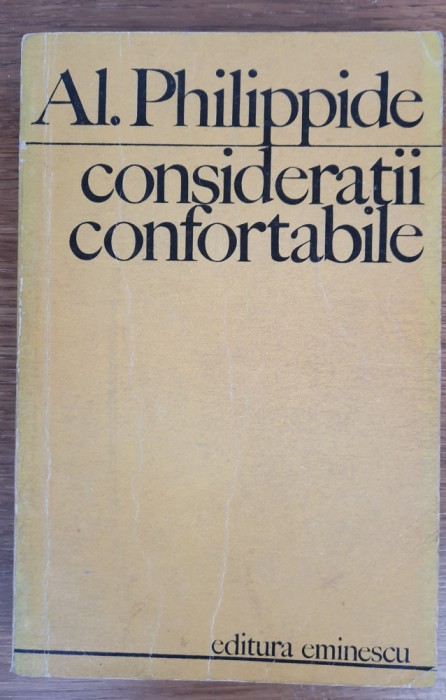 Al. Philippide
considerații
confortabile
editura eminescu